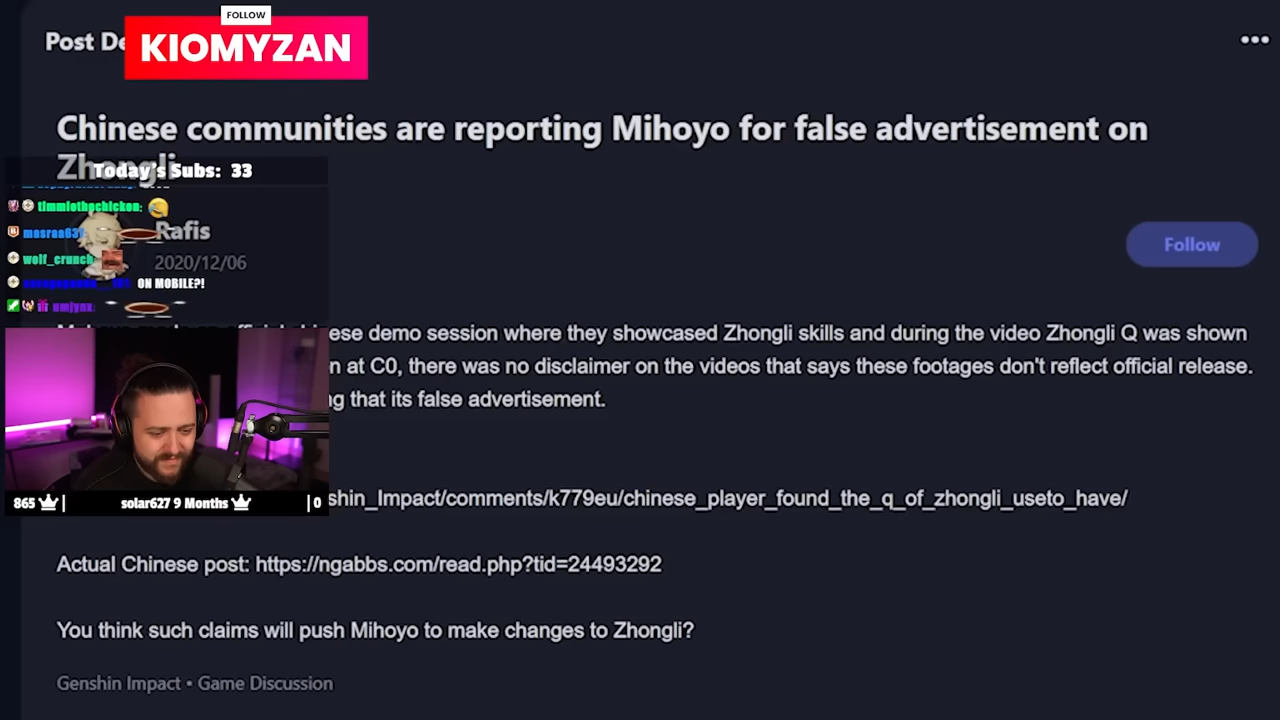 FOLLOW
KIOMYZAN
Post De
Chinese communities are reporting Mihoyo for false advertisement on
Zhongli
Today's Subs: 33
t1mmlothechicken:
Rafis
masraa631
wolf_crunch
2020/12/06
ON MOBILE?!
umjynx:
Follow
ese demo session where they showcased Zhongli skills and during the video Zhongli Q was shown
n at C0, there was no disclaimer on the videos that says these footages don't reflect official release.
ng that its false advertisement.
865 | solar627 9 Months | 0
shin_Impact/comments/k779eu/chinese_player_found_the_q_of_zhongli_useto_have/
Actual Chinese post: https://ngabbs.com/read.php?tid=24493292
You think such claims will push Mihoyo to make changes to Zhongli?
Genshin Impact • Game Discussion